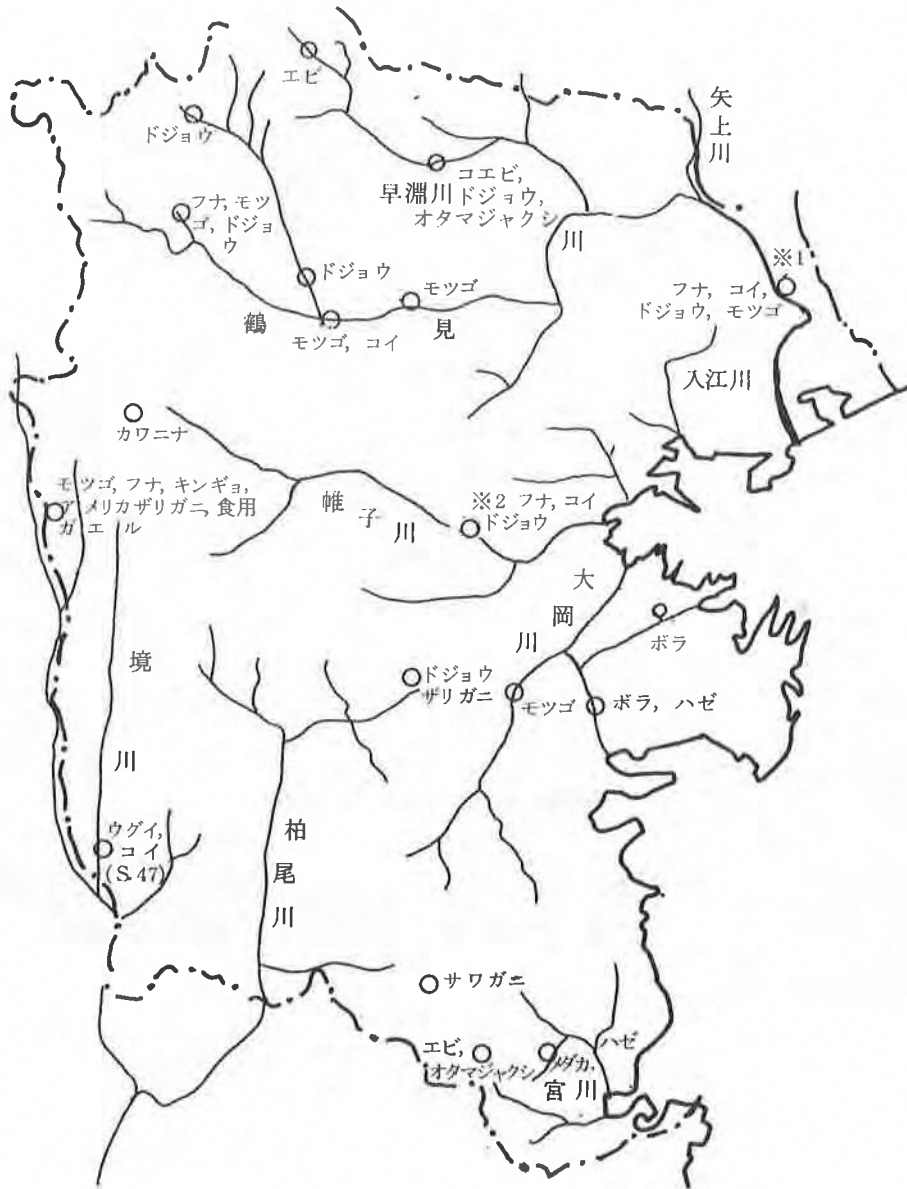 エビ
矢上川
ドジョウ
早淵川
コエビ,
ドジョウ,
オタマジャクシ
フナ, モツ
ゴ, ドジョ
ウ
川
※1
ドジョウ
モツゴ
フナ, コイ,
ドジョウ, モツゴ
鶴
見
モツゴ, コイ
入江川
カワニナ
モツゴ, フナ, キンギョ,
アメリカザリガニ, 食用
ガエル
帷子川
※2 フナ, コイ
ドジョウ
大岡川
ボラ
境川
ドジョウ
ザリガニ
モツゴ
ボラ, ハゼ
ウグイ,
コイ
(S.47)
柏尾川
サワガニ
エビ,
オタマジャクシ
メダカ,
ハゼ
宮川